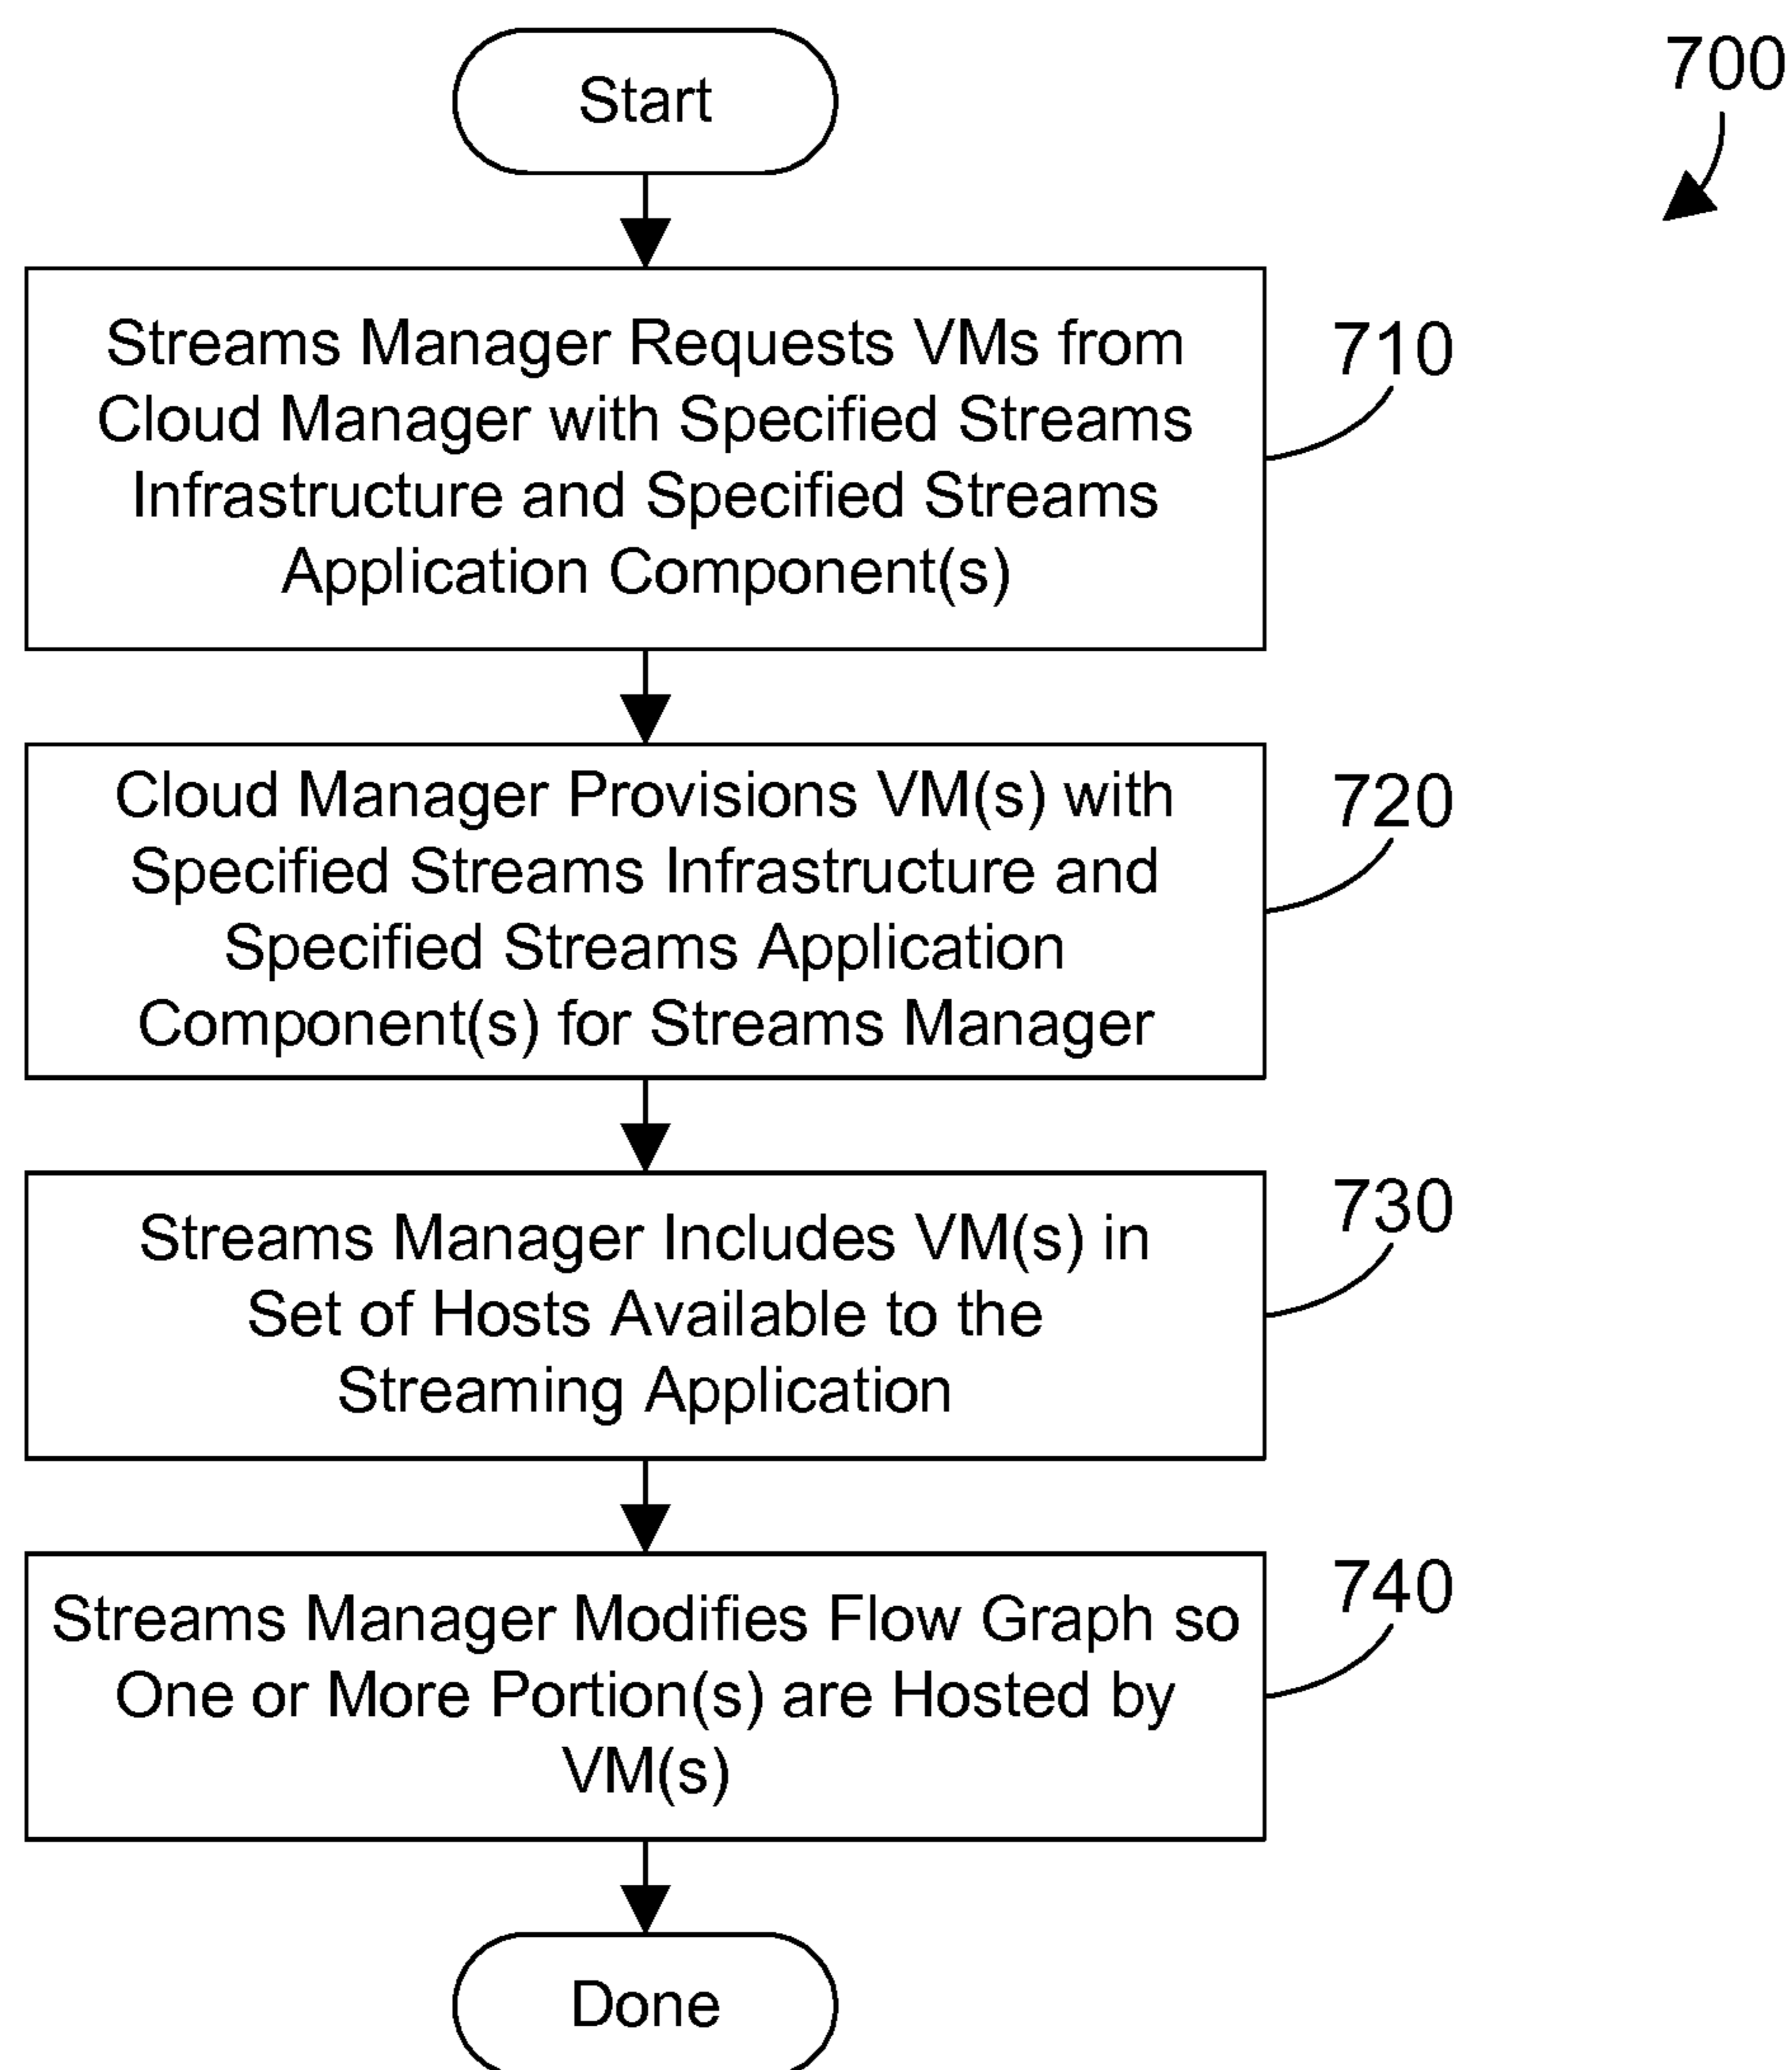 Start
700
Streams Manager Requests VMs from
Cloud Manager with Specified Streams
Infrastructure and Specified Streams
Application Component(s)
710
Cloud Manager Provisions VM(s) with
Specified Streams Infrastructure and
Specified Streams Application
Component(s) for Streams Manager
720
Streams Manager Includes VM(s) in
Set of Hosts Available to the
Streaming Application
730
Streams Manager Modifies Flow Graph so
One or More Portion(s) are Hosted by
VM(s)
740
Done